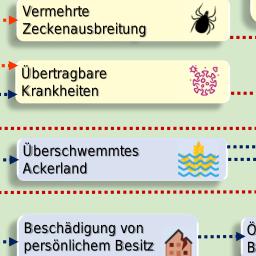 Vermehrte
Zeckenausbreitung
Übertragbare
Krankheiten
Überschwemmtes
Ackerland
Beschädigung von
persönlichem Besitz